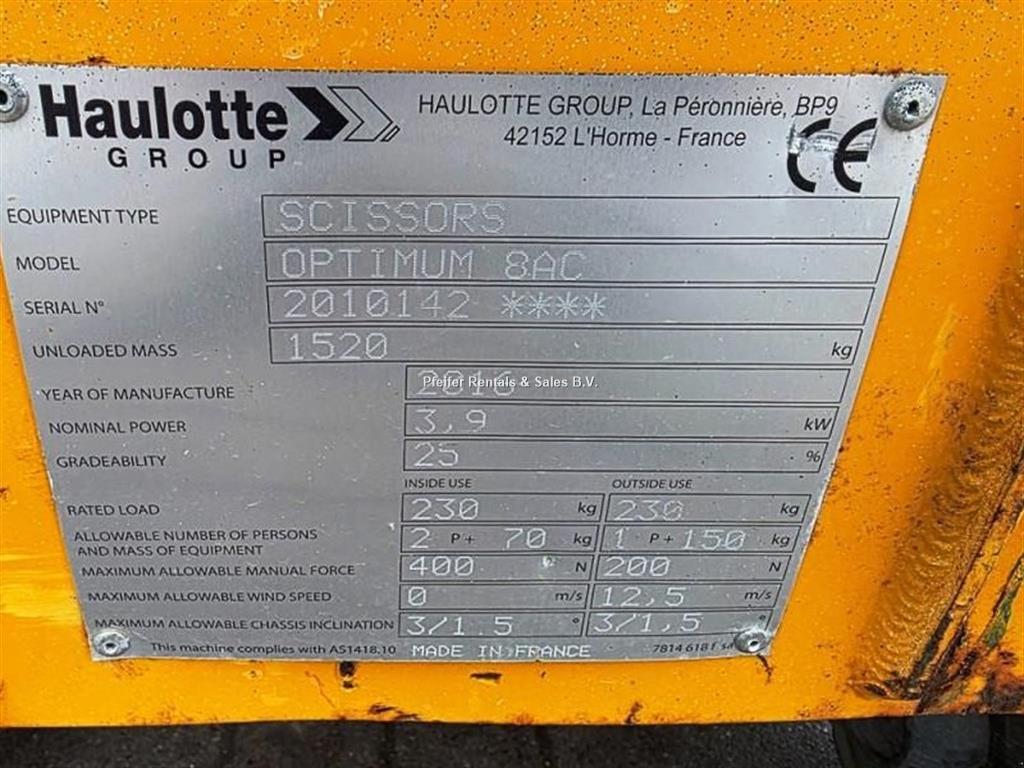 Haulotte
GROUP
HAULOTTE GROUP, La Péronnière, BP9
42152 L'Horme - France
CE
EQUIPMENT TYPE SCISSORS
MODEL OPTIMUM 8AC
SERIAL N° 2010142 ****
UNLOADED MASS 1520 kg
YEAR OF MANUFACTURE 2016
Pfeifer Rentals & Sales B.V.
NOMINAL POWER 3,9 kW
GRADEABILITY 25 %
INSIDE USE OUTSIDE USE
RATED LOAD 230 kg 230 kg
ALLOWABLE NUMBER OF PERSONS
AND MASS OF EQUIPMENT 2 P+ 70 kg 1 P+ 150 kg
MAXIMUM ALLOWABLE MANUAL FORCE 400 N 200 N
MAXIMUM ALLOWABLE WIND SPEED 0 m/s 12,5 m/s
MAXIMUM ALLOWABLE CHASSIS INCLINATION 3/1.5 ° 3/1,5 °
This machine complies with AS1418.10 MADE IN FRANCE 7814 618